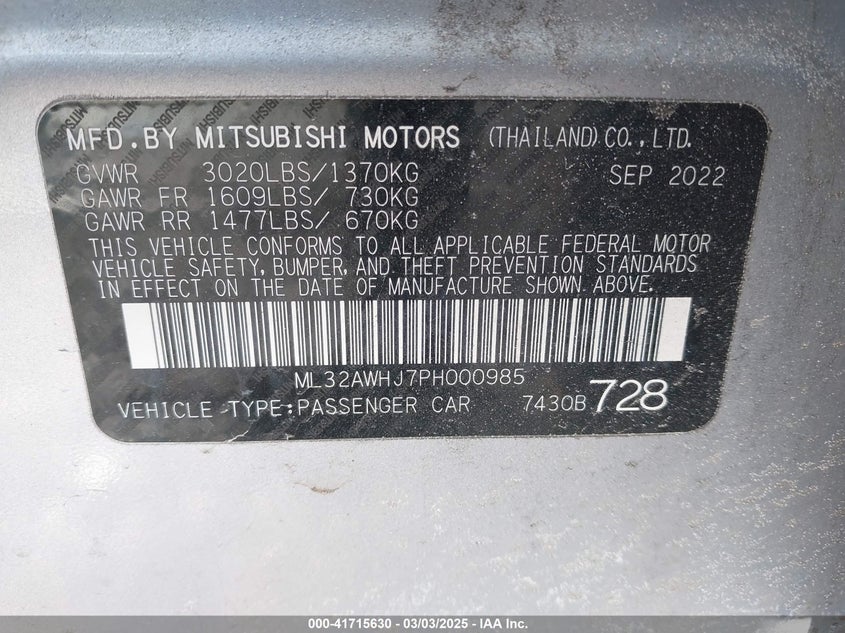 MFD.BY MITSUBISHI MOTORS (THAILAND)CO.,LTD.
GVWR 3020LBS/1370KG SEP 2022
GAWR FR 1609LBS/ 730KG
GAWR RR 1477LBS/ 670KG
THIS VEHICLE CONFORMS TO ALL APPLICABLE FEDERAL MOTOR
VEHICLE SAFETY, BUMPER, AND THEFT PREVENTION STANDARDS
IN EFFECT ON THE DATE OF MANUFACTURE SHOWN ABOVE.
ML32AWHJ7PH000985
VEHICLE TYPE:PASSENGER CAR 7430B 728
000-41715630 - 03/03/2025 - IAA Inc.